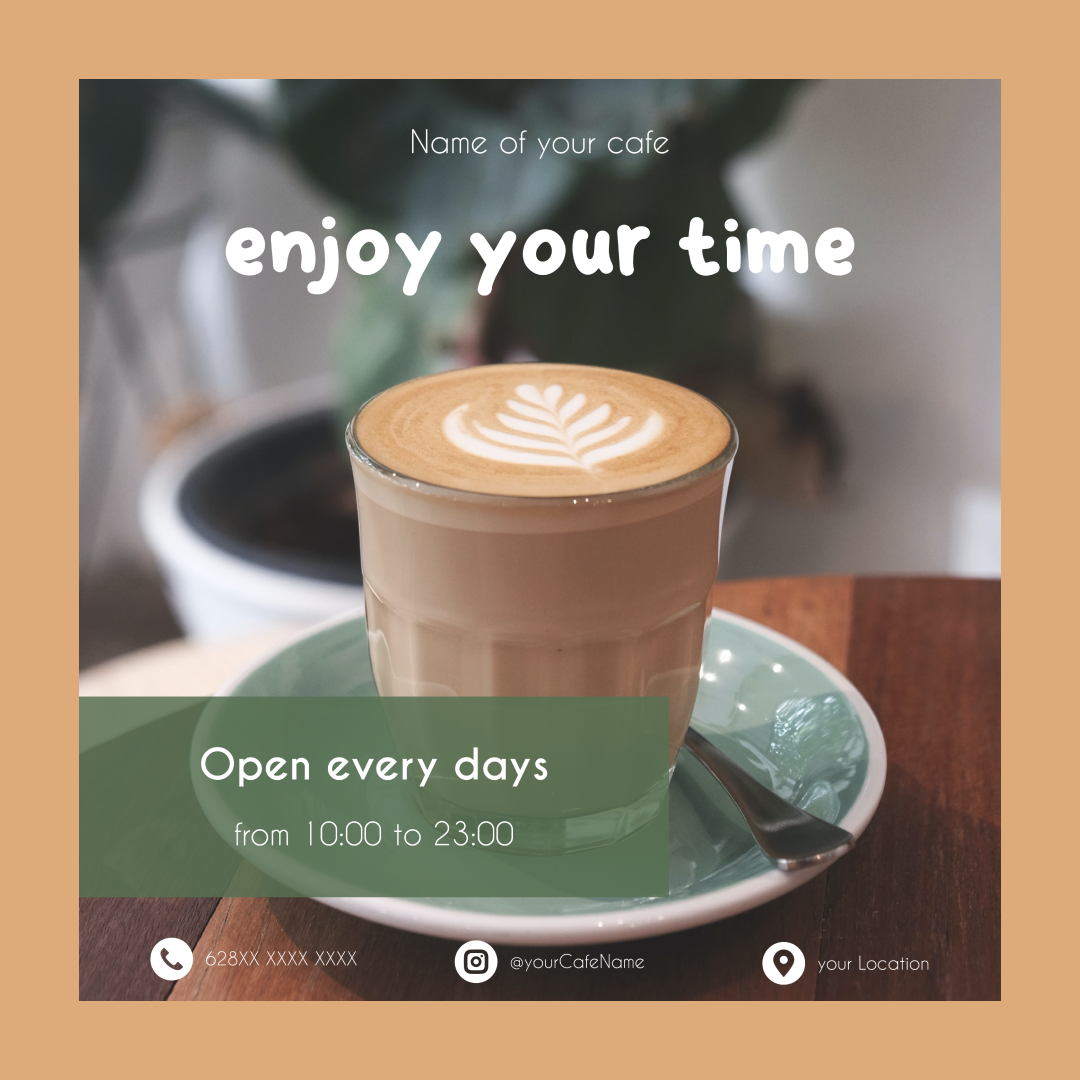 Name of your cafe
enjoy your time
Open every days
from 10:00 to 23:00
628XX XXXX XXXX
@yourCafeName
your Location